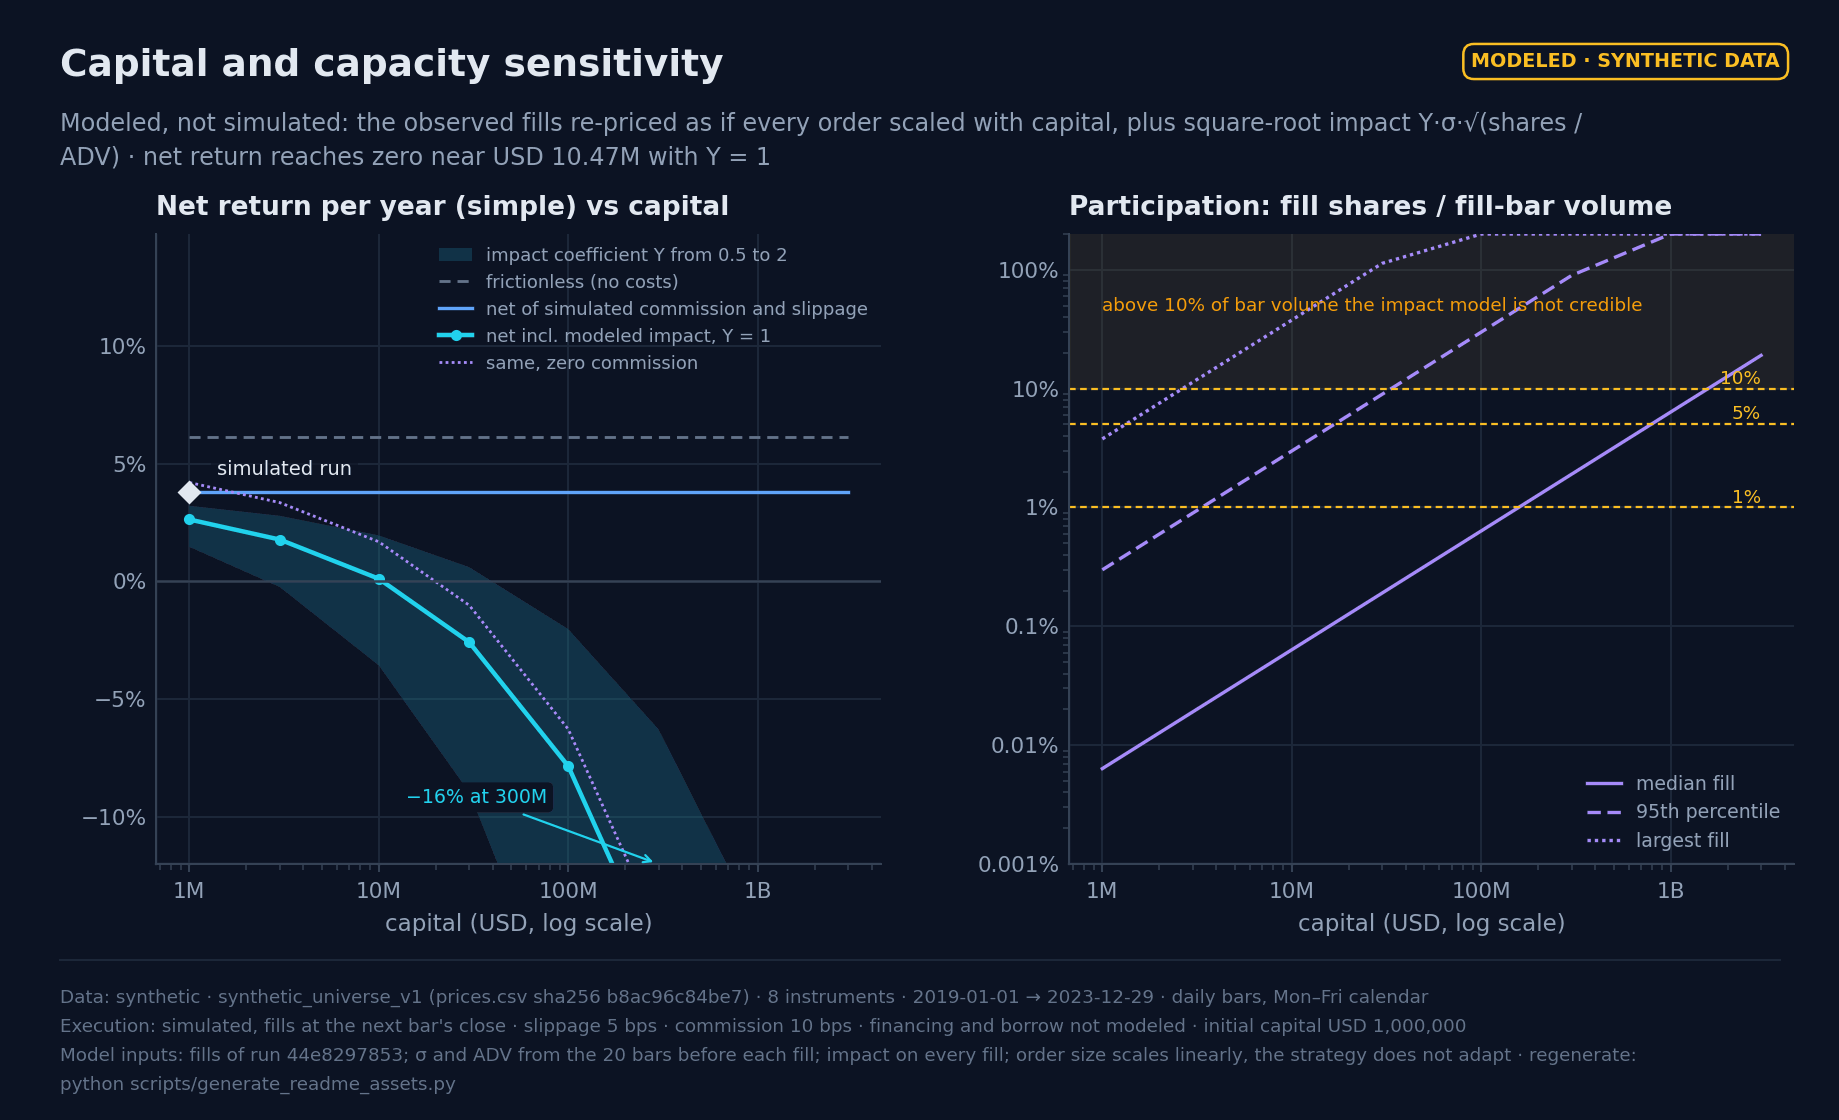 Capital and capacity sensitivity
MODELED · SYNTHETIC DATA
Modeled, not simulated: the observed fills re-priced as if every order scaled with capital, plus square-root impact Y·σ·√(shares /
ADV) · net return reaches zero near USD 10.47M with Y = 1
Net return per year (simple) vs capital
impact coefficient Y from 0.5 to 2
frictionless (no costs)
net of simulated commission and slippage
net incl. modeled impact, Y = 1
same, zero commission
10%
5%
0%
−5%
−10%
simulated run
−16% at 300M
1M
10M
100M
1B
capital (USD, log scale)
Participation: fill shares / fill-bar volume
100%
10%
1%
0.1%
0.01%
0.001%
above 10% of bar volume the impact model is not credible
10%
5%
1%
median fill
95th percentile
largest fill
1M
10M
100M
1B
capital (USD, log scale)
Data: synthetic · synthetic_universe_v1 (prices.csv sha256 b8ac96c84be7) · 8 instruments · 2019-01-01 → 2023-12-29 · daily bars, Mon–Fri calendar
Execution: simulated, fills at the next bar's close · slippage 5 bps · commission 10 bps · financing and borrow not modeled · initial capital USD 1,000,000
Model inputs: fills of run 44e8297853; σ and ADV from the 20 bars before each fill; impact on every fill; order size scales linearly, the strategy does not adapt · regenerate:
python scripts/generate_readme_assets.py